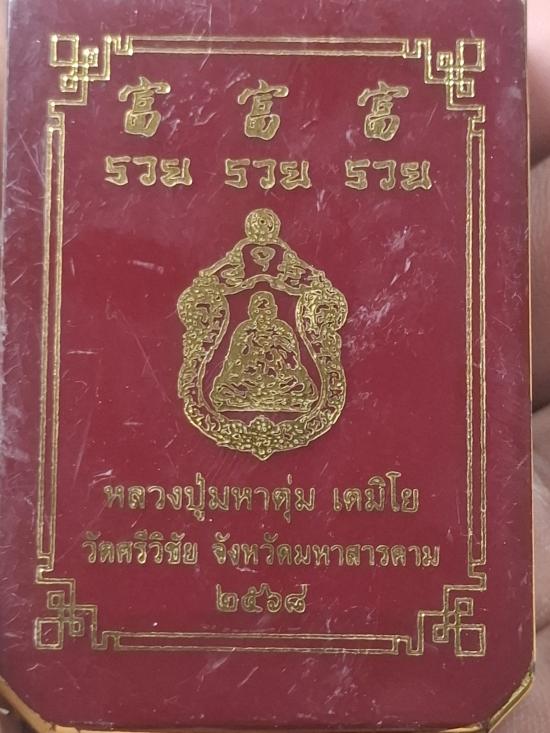 富 富 富
รวย รวย รวย
หลวงปู่มหาตุ่ม เตมิโย
วัดศรีวิชัย จังหวัดมหาสารคาม
๒๕๖๘